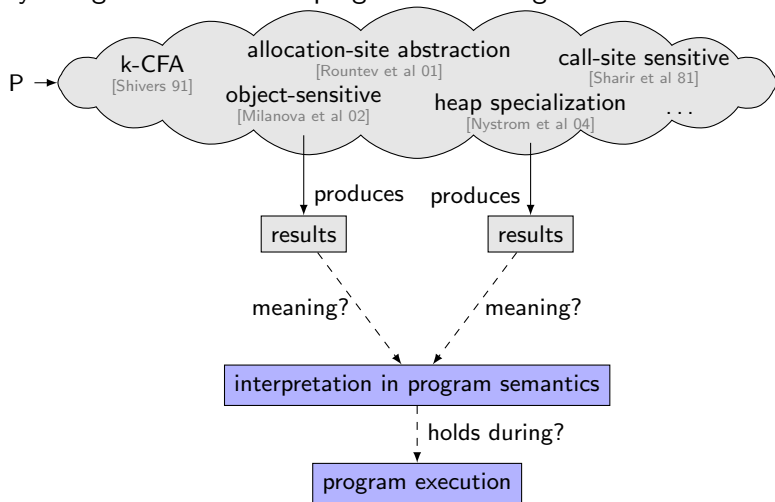 k-CFA
[Shivers 91]
allocation-site abstraction
[Rountev et al 01]
call-site sensitive
[Sharir et al 81]
P
object-sensitive
[Milanova et al 02]
heap specialization
[Nystrom et al 04]
...
produces
produces
results
results
meaning?
meaning?
interpretation in program semantics
holds during?
program execution